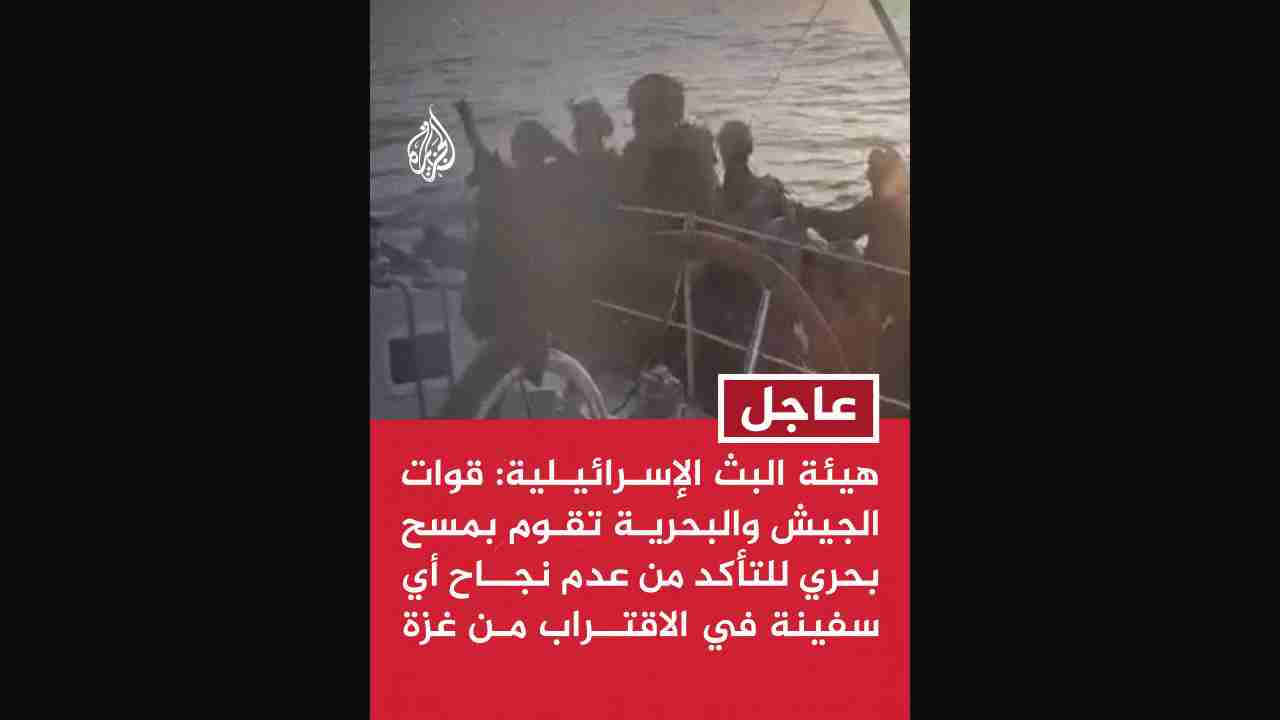 الجزيرة
عاجل
هيئة البث الإسرائيلية: قوات
الجيش والبحرية تقوم بمسح
بحري للتأكد من عدم نجاح أي
سفينة في الاقتراب من غزة